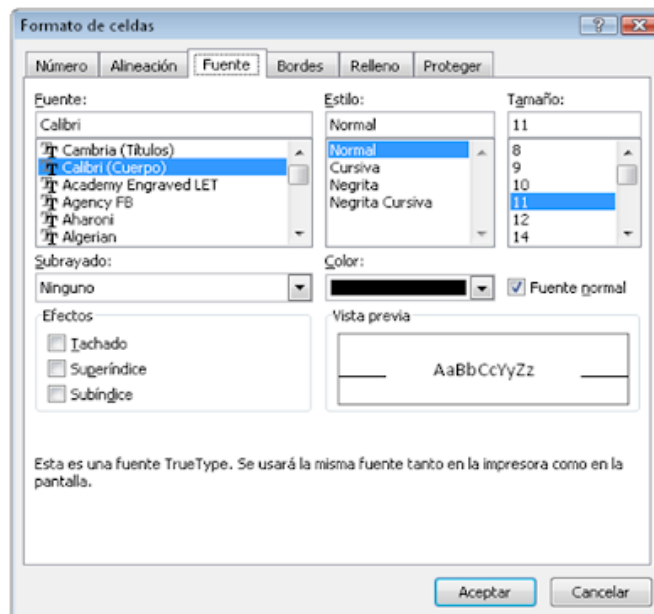 Formato de celdas
Número Alineación Fuente Bordes Relleno Proteger
Fuente: Estilo: Tamaño:
Calibri Normal 11
Cambria (Títulos) Normal 8
Calibri (Cuerpo) Cursiva 9
Academy Engraved LET Negrita 10
Agency FB Negrita Cursiva 11
Aharoni 12
Algerian 14
Subrayado: Color:
Ninguno Fuente normal
Efectos Vista previa
Tachado
Superíndice AaBbCcYyZz
Subíndice
Esta es una fuente TrueType. Se usará la misma fuente tanto en la impresora como en la
pantalla.
Aceptar Cancelar